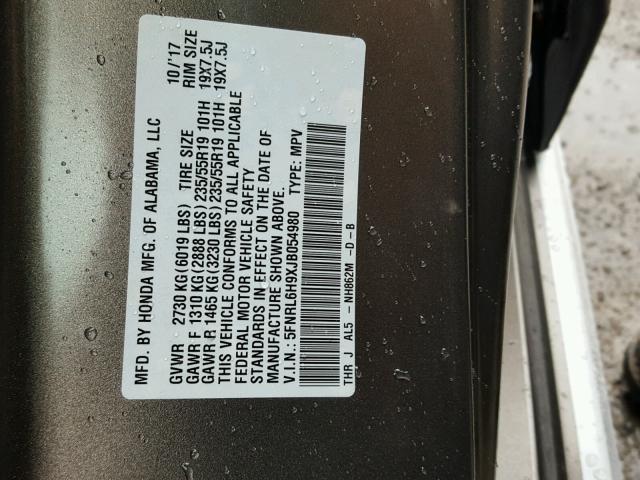 MFD. BY HONDA MFG. OF ALABAMA, LLC 10/'17
GVWR 2730 KG(6019 LBS) TIRE SIZE RIM SIZE
GAWR F 1310 KG(2888 LBS) 235/55R19 101H 19X7.5J
GAWR R 1465 KG(3230 LBS) 235/55R19 101H 19X7.5J
THIS VEHICLE CONFORMS TO ALL APPLICABLE
FEDERAL MOTOR VEHICLE SAFETY
STANDARDS IN EFFECT ON THE DATE OF
MANUFACTURE SHOWN ABOVE.
V.I.N.: 5FNRL6H9XJB054980 TYPE: MPV
THR J AL5 - NH862M -D-B